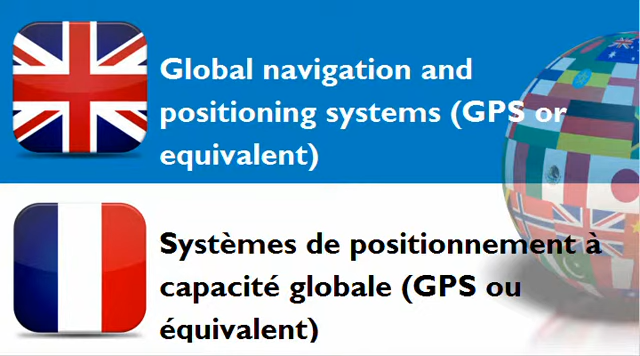 Global navigation and
positioning systems (GPS or
equivalent)
Systèmes de positionnement à
capacité globale (GPS ou
équivalent)